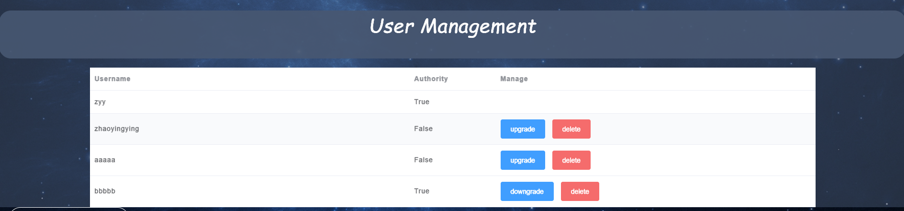 User Management
Username Authority Manage
zyy True
zhaoyingying False upgrade delete
aaaaa False upgrade delete
bbbbb True downgrade delete